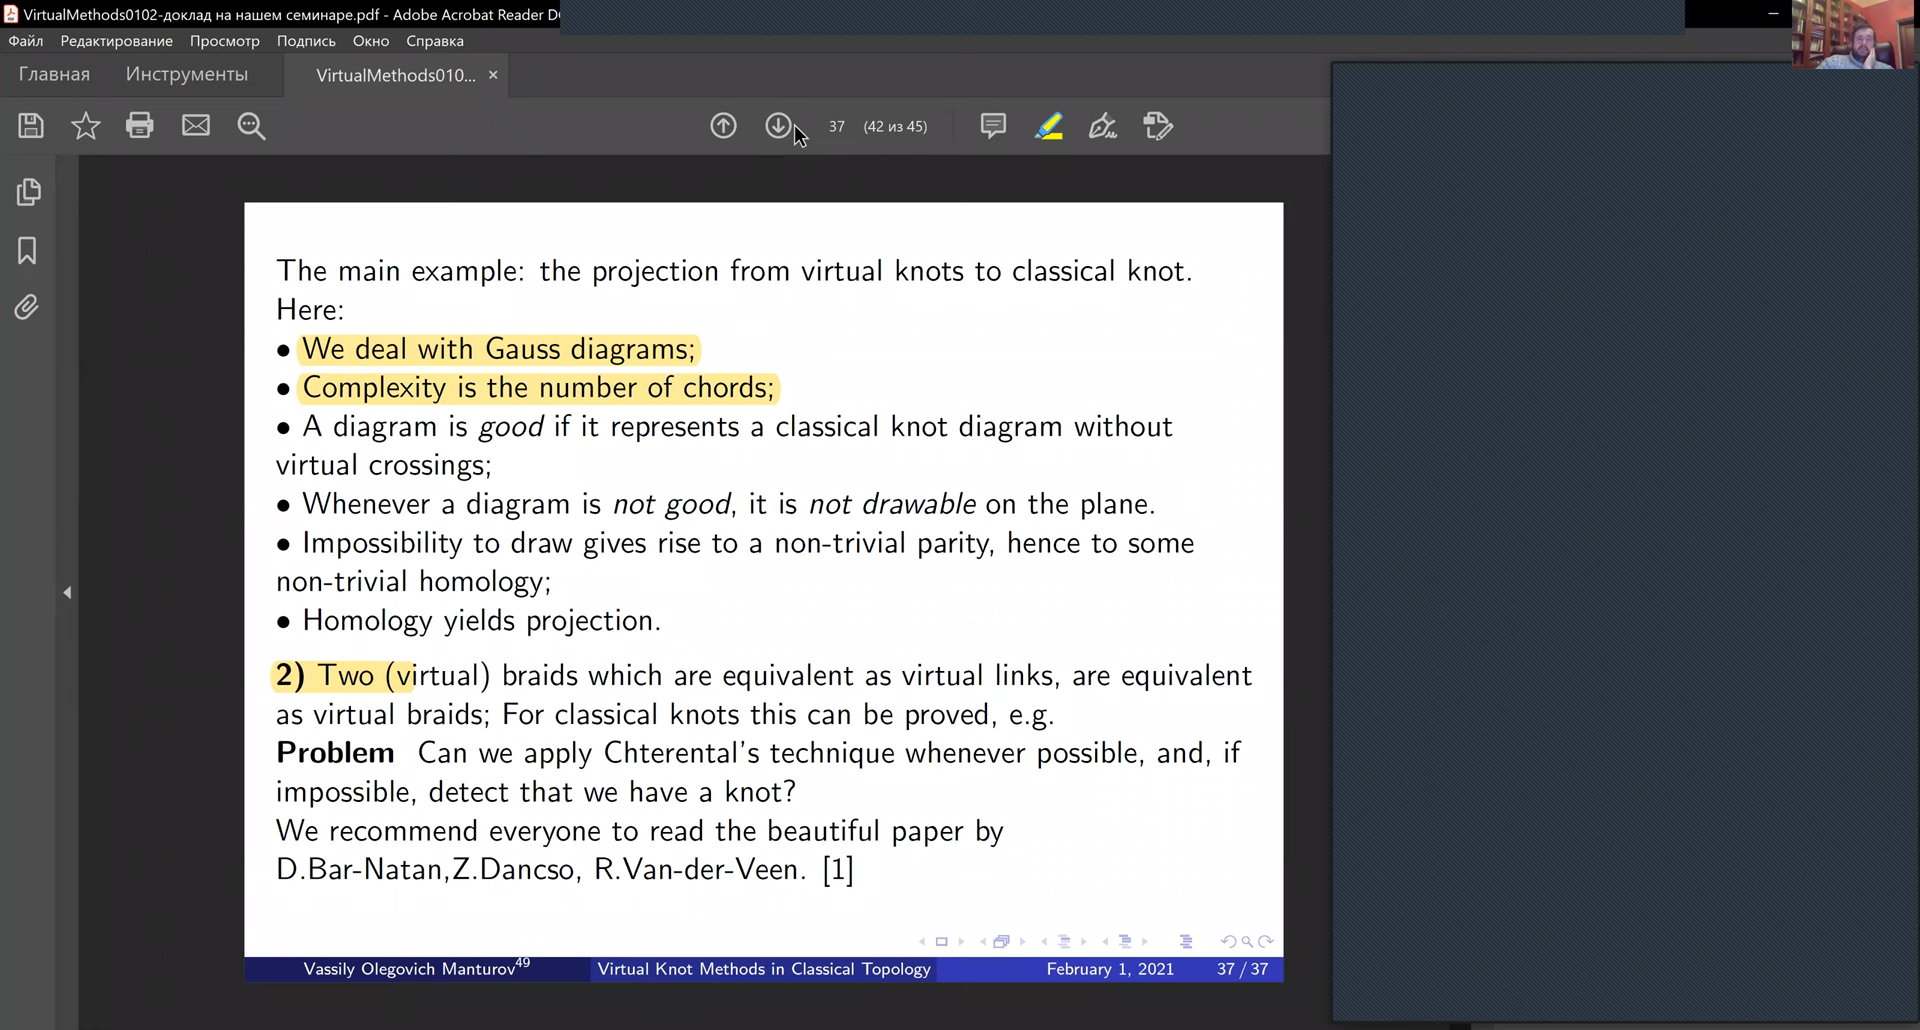 VirtualMethods0102-доклад на нашем семинаре.pdf - Adobe Acrobat Reader D
Файл Редактирование Просмотр Подпись Окно Справка
Главная Инструменты VirtualMethods010... ×
37 (42 из 45)
The main example: the projection from virtual knots to classical knot.
Here:
• We deal with Gauss diagrams;
• Complexity is the number of chords;
• A diagram is good if it represents a classical knot diagram without
virtual crossings;
• Whenever a diagram is not good, it is not drawable on the plane.
• Impossibility to draw gives rise to a non-trivial parity, hence to some
non-trivial homology;
• Homology yields projection.
2) Two (virtual) braids which are equivalent as virtual links, are equivalent
as virtual braids; For classical knots this can be proved, e.g.
Problem Can we apply Chterental's technique whenever possible, and, if
impossible, detect that we have a knot?
We recommend everyone to read the beautiful paper by
D.Bar-Natan,Z.Dancso, R.Van-der-Veen. [1]
Vassily Olegovich Manturov49 Virtual Knot Methods in Classical Topology February 1, 2021 37 / 37